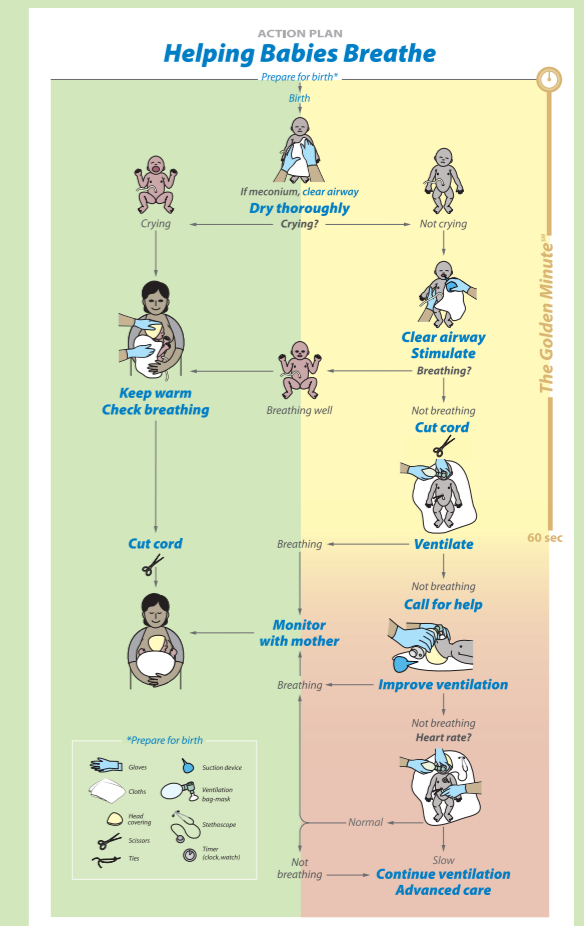 ACTION PLAN
Helping Babies Breathe
Prepare for birth*
Birth
If meconium, clear airway
Dry thoroughly
Crying
Crying?
Not crying
The Golden Minute℠
Clear airway
Stimulate
Breathing?
Keep warm
Check breathing
Breathing well
Not breathing
Cut cord
60 sec
Cut cord
Breathing
Ventilate
Not breathing
Call for help
Monitor
with mother
Breathing
Improve ventilation
Not breathing
Heart rate?
*Prepare for birth
Gloves
Suction device
Cloths
Ventilation
bag-mask
Head
covering
Stethoscope
Scissors
Ties
Timer
(clock, watch)
Normal
Not
breathing
Slow
Continue ventilation
Advanced care